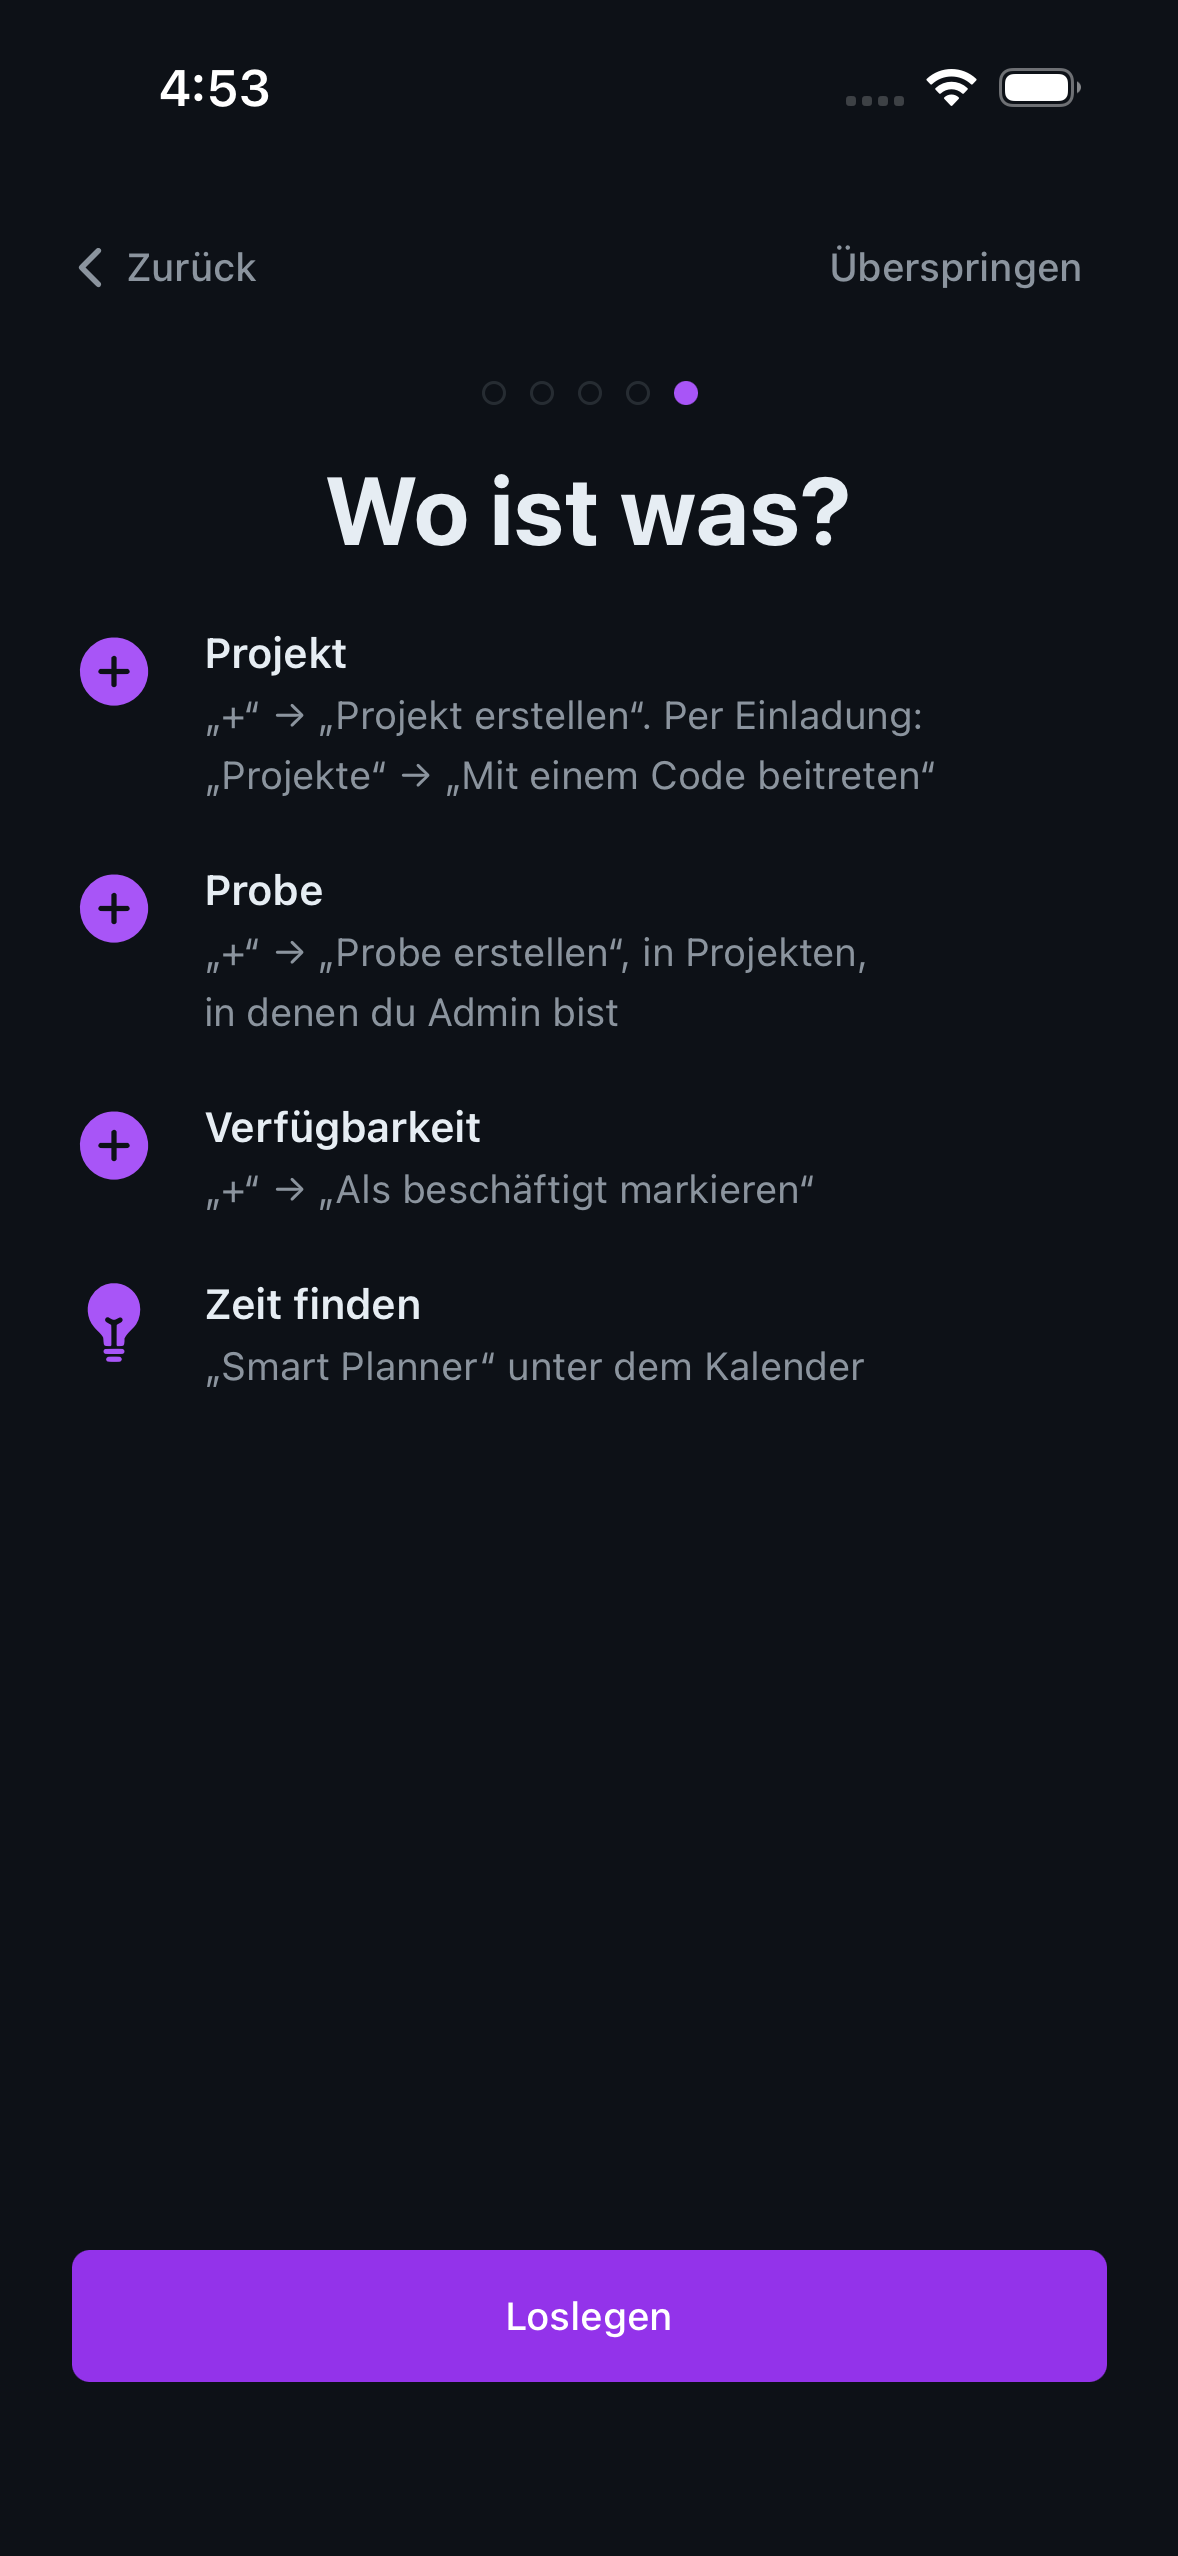 4:53
Zurück
Überspringen
Wo ist was?
Projekt
„+“ → „Projekt erstellen“. Per Einladung:
„Projekte“ → „Mit einem Code beitreten“
Probe
„+“ → „Probe erstellen“, in Projekten,
in denen du Admin bist
Verfügbarkeit
„+“ → „Als beschäftigt markieren“
Zeit finden
„Smart Planner“ unter dem Kalender
Loslegen